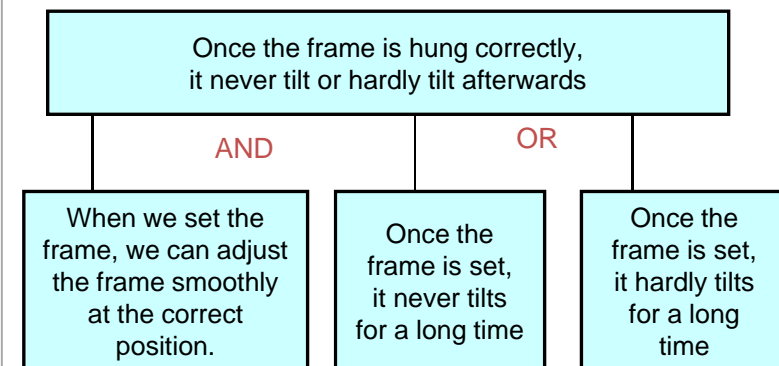 Once the frame is hung correctly,
it never tilt or hardly tilt afterwards
AND
OR
When we set the
frame, we can adjust
the frame smoothly
at the correct
position.
Once the
frame is set,
it never tilts
for a long time
Once the
frame is set,
it hardly tilts
for a long
time